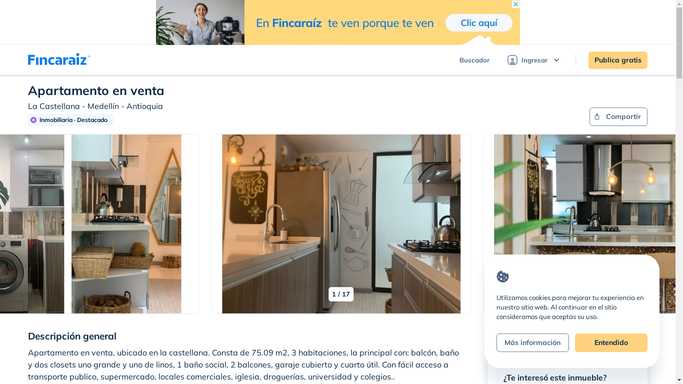 En Fincaraíz te ven porque te ven
Clic aquí
Fincaraiz
Buscador
Ingresar
Publica gratis
Apartamento en venta
La Castellana - Medellín - Antioquia
Inmobiliaria · Destacado
Compartir
1 / 17
Utilizamos cookies para mejorar tu experiencia en
nuestro sitio web. Al continuar en el sitio
consideramos que aceptas su uso.
Más información
Entendido
Descripción general
Apartamento en venta, ubicado en la castellana. Consta de 75.09 m2, 3 habitaciones, la principal con: balcón, baño
y dos closets uno grande y uno de linos, 1 baño social, 2 balcones, garaje cubierto y cuarto útil. Con fácil acceso a
transporte publico, supermercado, locales comerciales, iglesia, droguerías, universidad y colegios..
¿Te interesó este inmueble?